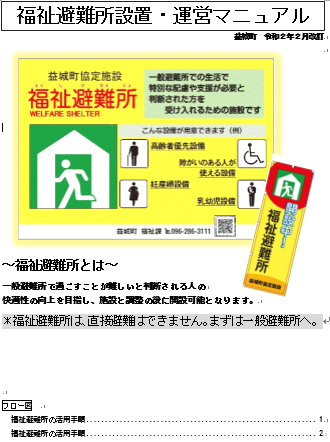 福祉避難所設置・運営マニュアル
益城町 令和２年２月改訂
益城町協定施設
福祉避難所
WELFARE SHELTER
一般避難所での生活で
特別な配慮や支援が必要と
判断された方を
受け入れるための施設です
こんな設備が用意できます（例）
高齢者優先設備
障がいのある人が
使える設備
妊産婦設備
乳幼児設備
益城町 福祉課 ℡096-286-3111
開設中！
福祉避難所
益城町協定施設
～福祉避難所とは～
一般避難所で過ごすことが難しいと判断される人の
快適性の向上を目指し、施設と調整の後に開設可能となります。
＊福祉避難所は、直接避難はできません。まずは一般避難所へ。
フロー図
福祉避難所の活用手順 1
福祉避難所の活用手順 2